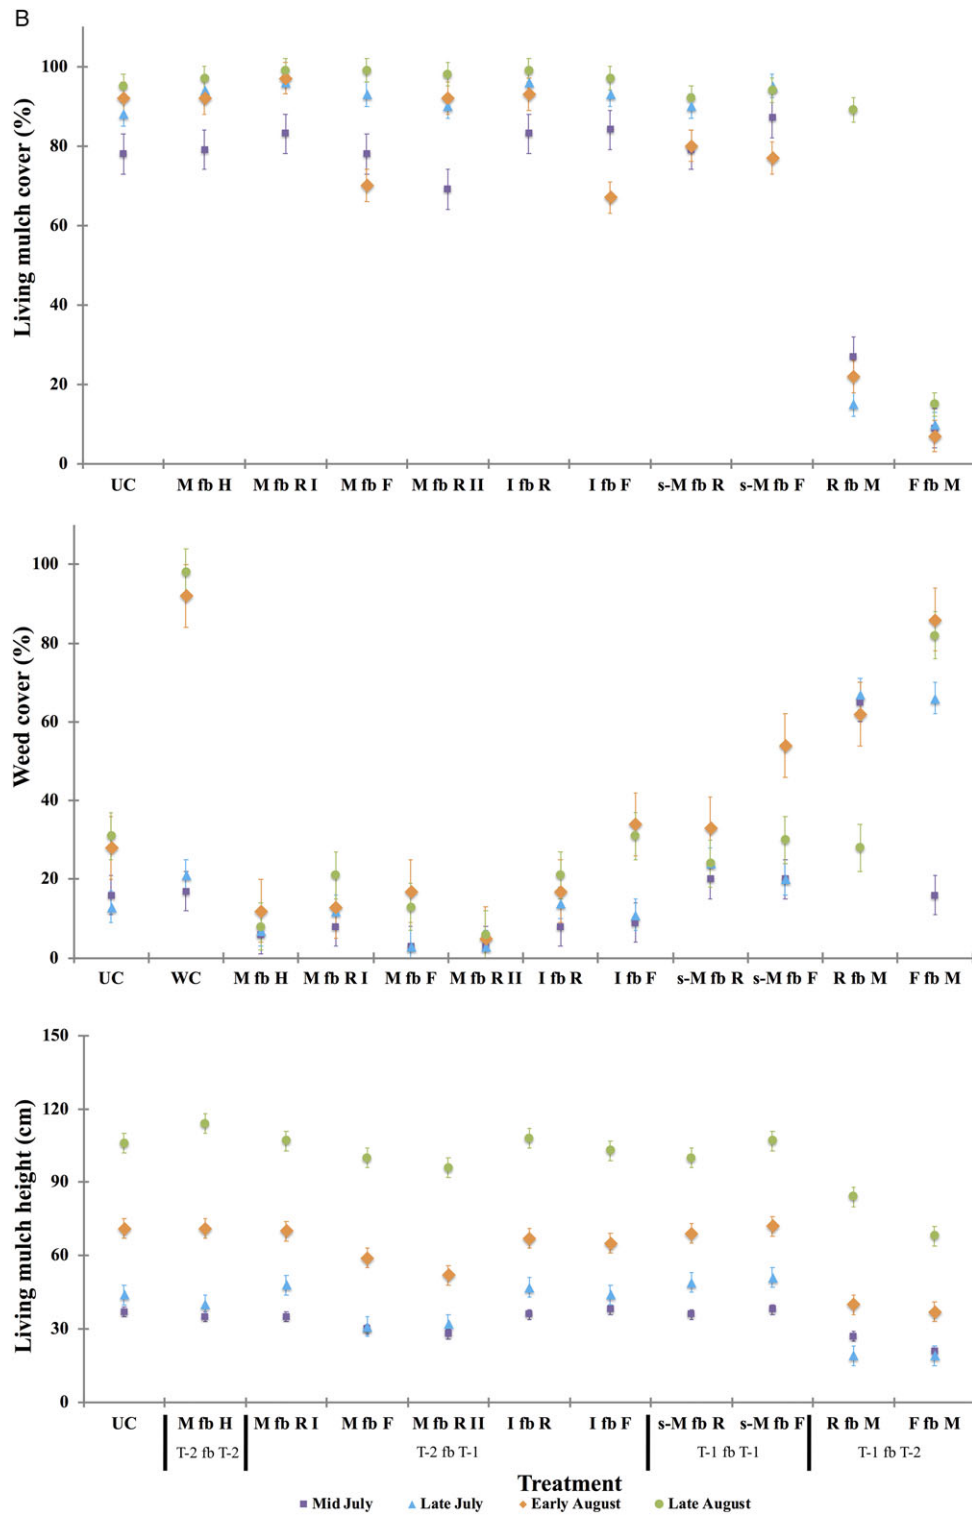 B
Living mulch cover (%)
100
80
60
40
20
0
UC M fb H M fb R I M fb F M fb R II I fb R I fb F s-M fb R s-M fb F R fb M F fb M
Weed cover (%)
100
80
60
40
20
0
UC WC M fb H M fb R I M fb F M fb R II I fb R I fb F s-M fb R s-M fb F R fb M F fb M
Living mulch height (cm)
150
120
90
60
30
0
UC M fb H M fb R I M fb F M fb R II I fb R I fb F s-M fb R s-M fb F R fb M F fb M
T-2 fb T-2 T-2 fb T-1 T-1 fb T-1 T-1 fb T-2
Treatment
Mid July Late July Early August Late August